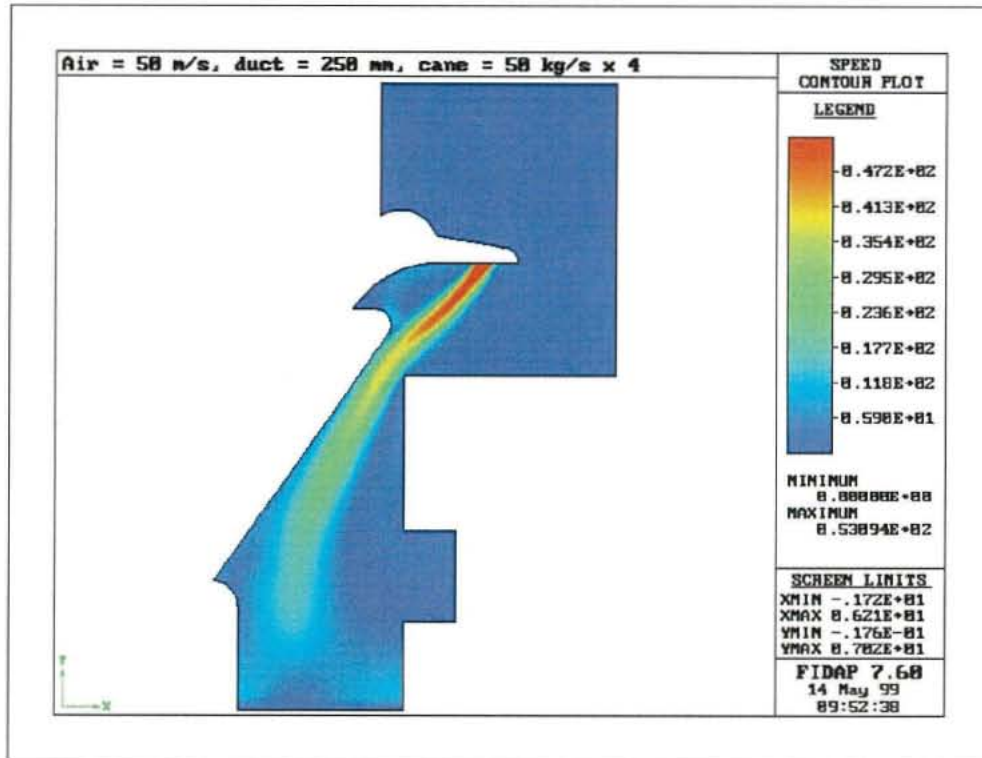 Air = 50 m/s, duct = 250 mm, cane = 50 kg/s x 4
SPEED
CONTOUR PLOT
LEGEND
0.472E+02
0.413E+02
0.354E+02
0.295E+02
0.236E+02
0.177E+02
0.118E+02
0.590E+01
MINIMUM
0.00000E+00
MAXIMUM
0.53094E+02
SCREEN LIMITS
XMIN -.172E+01
XMAX 0.621E+01
YMIN -.176E-01
YMAX 0.702E+01
FIDAP 7.60
14 May 99
09:52:38
Y
X